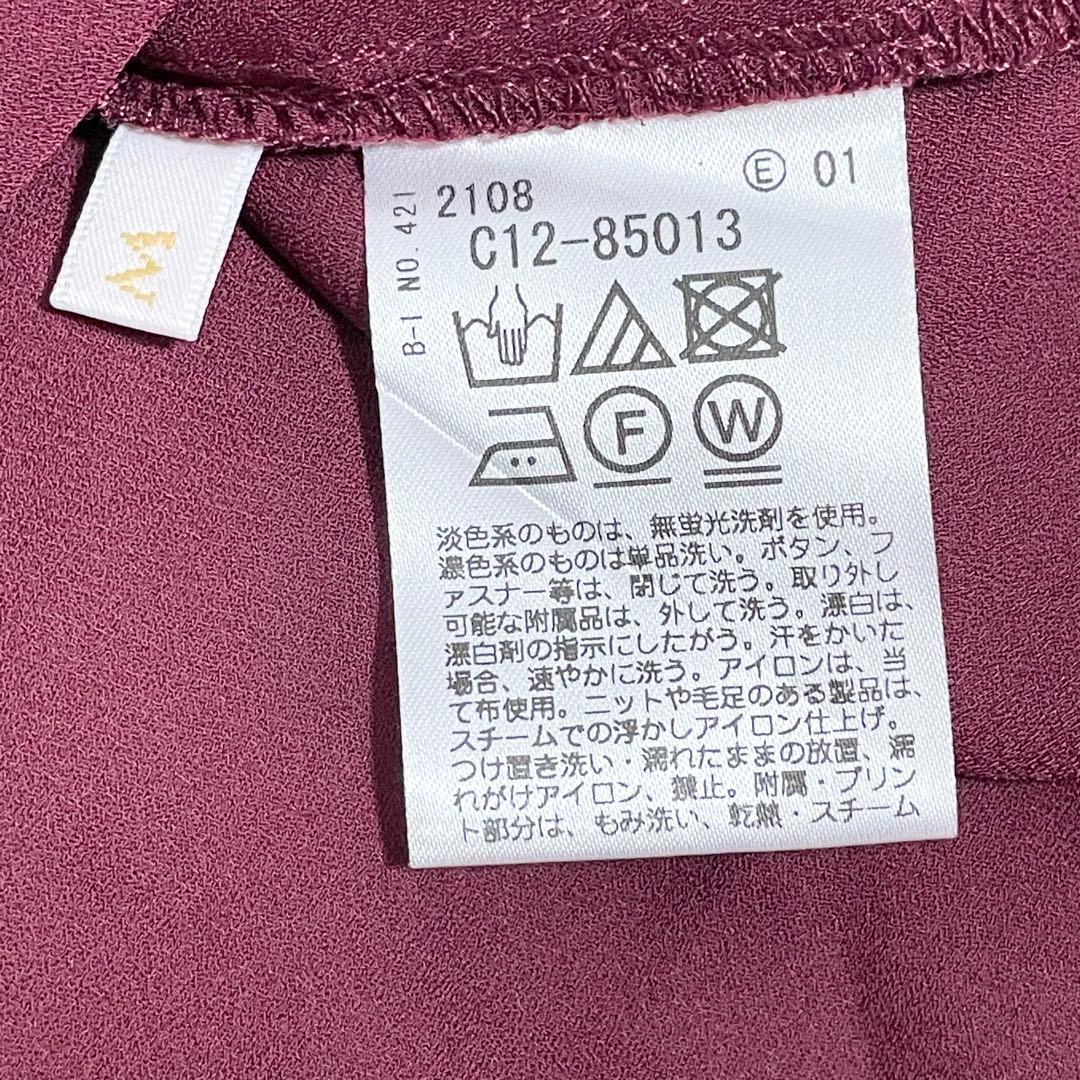 M
B-1 NO. 421
2108
Ⓔ 01
C12-85013
F
W
淡色系のものは、無蛍光洗剤を使用。
濃色系のものは単品洗い。ボタン、フ
ァスナー等は、閉じて洗う。取り外し
可能な附属品は、外して洗う。漂白は、
漂白剤の指示にしたがう。汗をかいた
場合、速やかに洗う。アイロンは、当
て布使用。ニットや毛足のある製品は、
スチームでの浮かしアイロン仕上げ。
つけ置き洗い・濡れたままの放置、濡
れがけアイロン、禁止。附属・プリン
ト部分は、もみ洗い、乾熱・スチーム